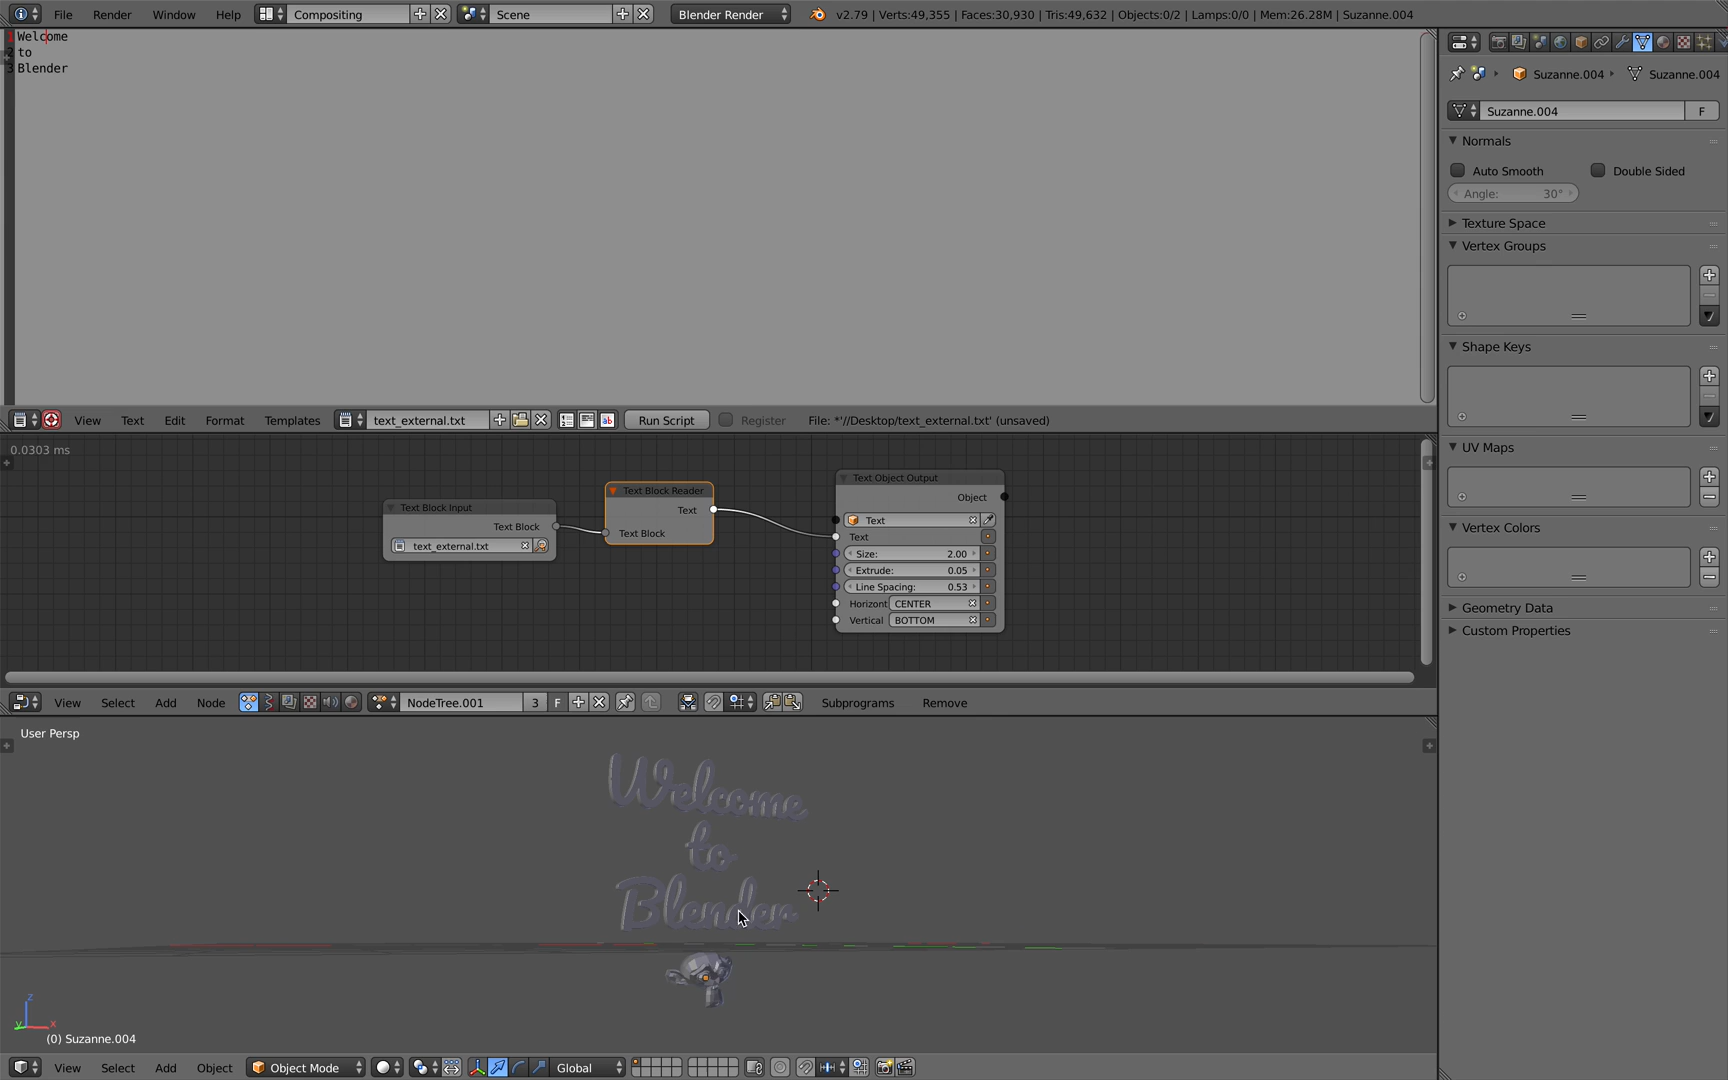 File Render Window Help Compositing Scene Blender Render v2.79 | Verts:49,355 | Faces:30,930 | Tris:49,632 | Objects:0/2 | Lamps:0/0 | Mem:26.28M | Suzanne.004
1 Welcome
2 to
3 Blender
View Text Edit Format Templates text_external.txt Run Script Register File: *'//Desktop/text_external.txt' (unsaved)
0.0303 ms
Text Block Input
Text Block
text_external.txt
Text Block Reader
Text
Text Block
Text Object Output
Object
Text
Text
Size: 2.00
Extrude: 0.05
Line Spacing: 0.53
Horizont CENTER
Vertical BOTTOM
View Select Add Node NodeTree.001 3 F Subprograms Remove
User Persp
Welcome
to
Blender
z
y x
(0) Suzanne.004
View Select Add Object Object Mode Global
Suzanne.004 Suzanne.004
Suzanne.004 F
Normals
Auto Smooth Double Sided
Angle: 30°
Texture Space
Vertex Groups
Shape Keys
UV Maps
Vertex Colors
Geometry Data
Custom Properties